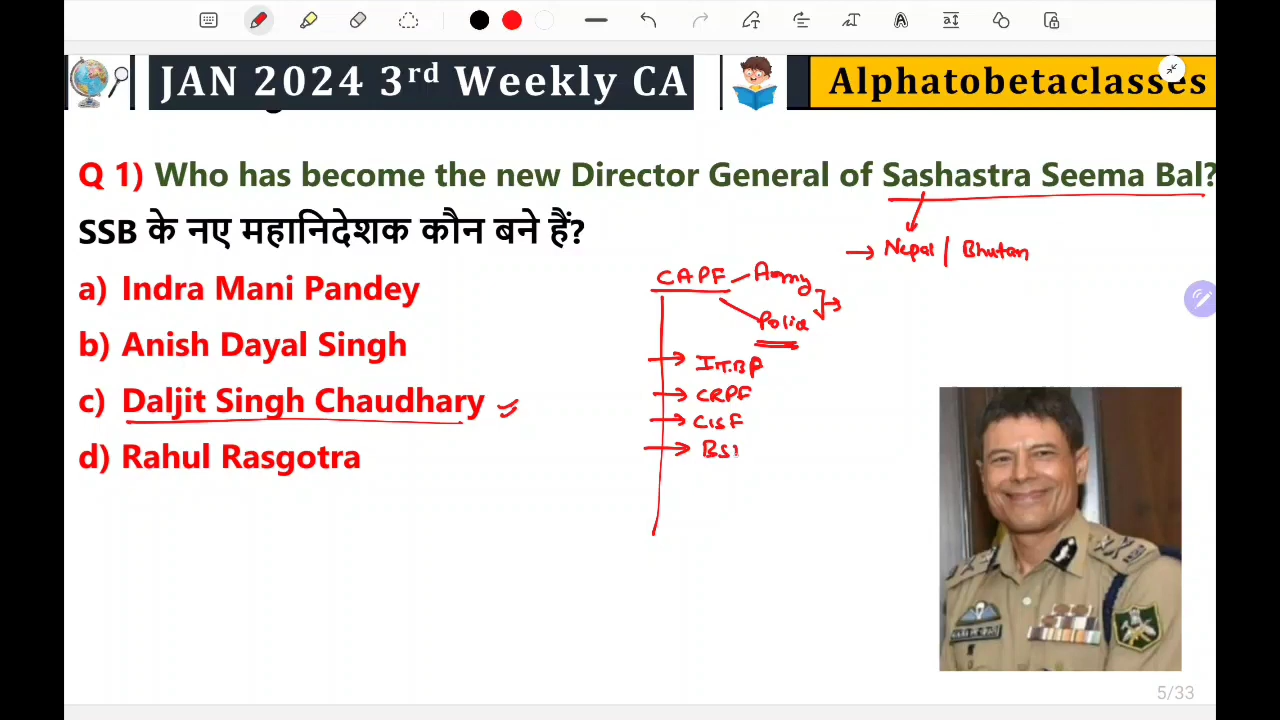 JAN 2024 3rd Weekly CA
Alphatobetaclasses
Q 1) Who has become the new Director General of Sashastra Seema Bal?
SSB के नए महानिदेशक कौन बने हैं?
→ Nepal | Bhutan
a) Indra Mani Pandey
CAPF Army
Police
b) Anish Dayal Singh
ITBP
c) Daljit Singh Chaudhary
CRPF
CISF
d) Rahul Rasgotra
BSF
5/33